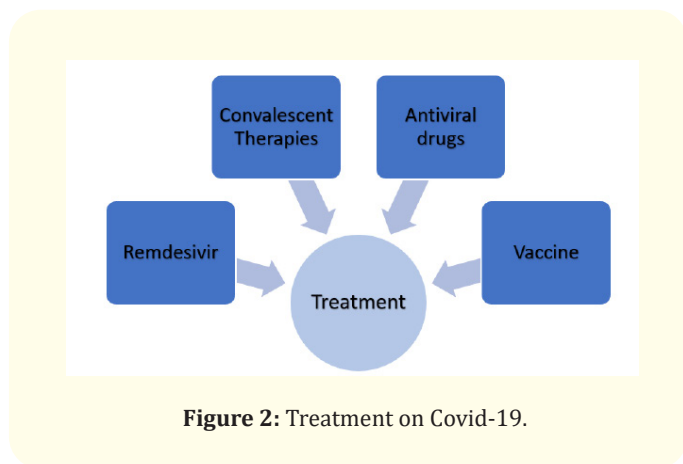 Convalescent
Therapies
Antiviral
drugs
Remdesivir
Vaccine
Treatment
Figure 2: Treatment on Covid-19.